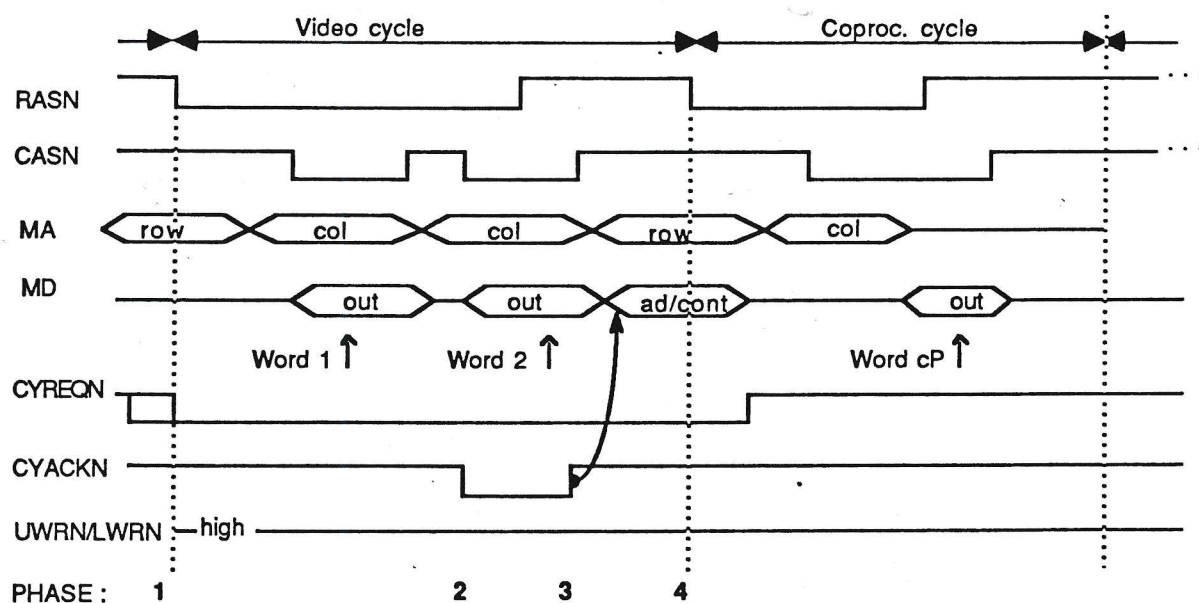 Video cycle Coproc. cycle
RASN
CASN
MA row col col row col
MD out out ad/cont out
Word 1 Word 2 Word cP
CYREQN
CYACKN
UWRN/LWRN high
PHASE : 1 2 3 4